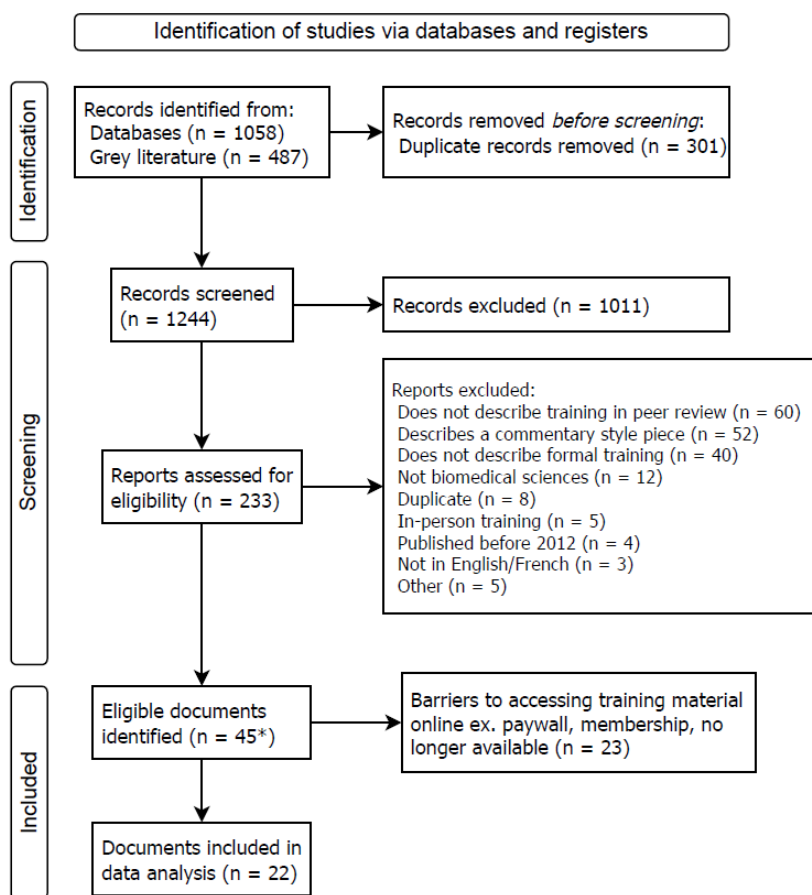 Identification of studies via databases and registers
Identification
Records identified from:
Databases (n = 1058)
Grey literature (n = 487)
Records removed before screening:
Duplicate records removed (n = 301)
Screening
Records screened
(n = 1244)
Records excluded (n = 1011)
Reports assessed for
eligibility (n = 233)
Reports excluded:
Does not describe training in peer review (n = 60)
Describes a commentary style piece (n = 52)
Does not describe formal training (n = 40)
Not biomedical sciences (n = 12)
Duplicate (n = 8)
In-person training (n = 5)
Published before 2012 (n = 4)
Not in English/French (n = 3)
Other (n = 5)
Included
Eligible documents
identified (n = 45*)
Barriers to accessing training material
online ex. paywall, membership, no
longer available (n = 23)
Documents included in
data analysis (n = 22)